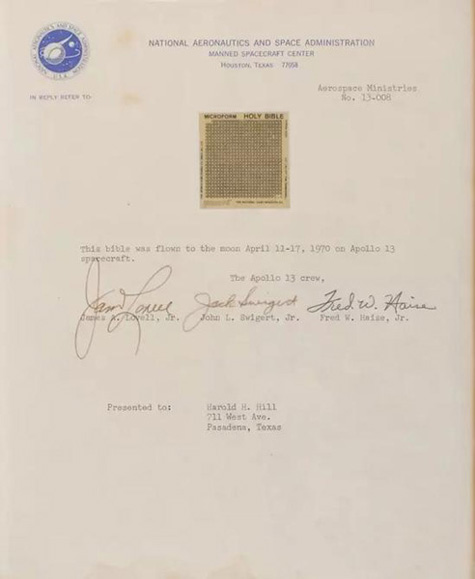 NATIONAL AERONAUTICS AND SPACE ADMINISTRATION
MANNED SPACECRAFT CENTER
HOUSTON, TEXAS 77058
IN REPLY REFER TO
Aerospace Ministries
No. 13-008
MICROFORM HOLY BIBLE
This bible was flown to the moon April 11-17, 1970 on Apollo 13
spacecraft.
The Apollo 13 crew,
Jack Swigert
Fred W. Haise
James A. Lovell, Jr. John L. Swigert, Jr. Fred W. Haise, Jr.
Presented to: Harold H. Hill
711 West Ave.
Pasadena, Texas